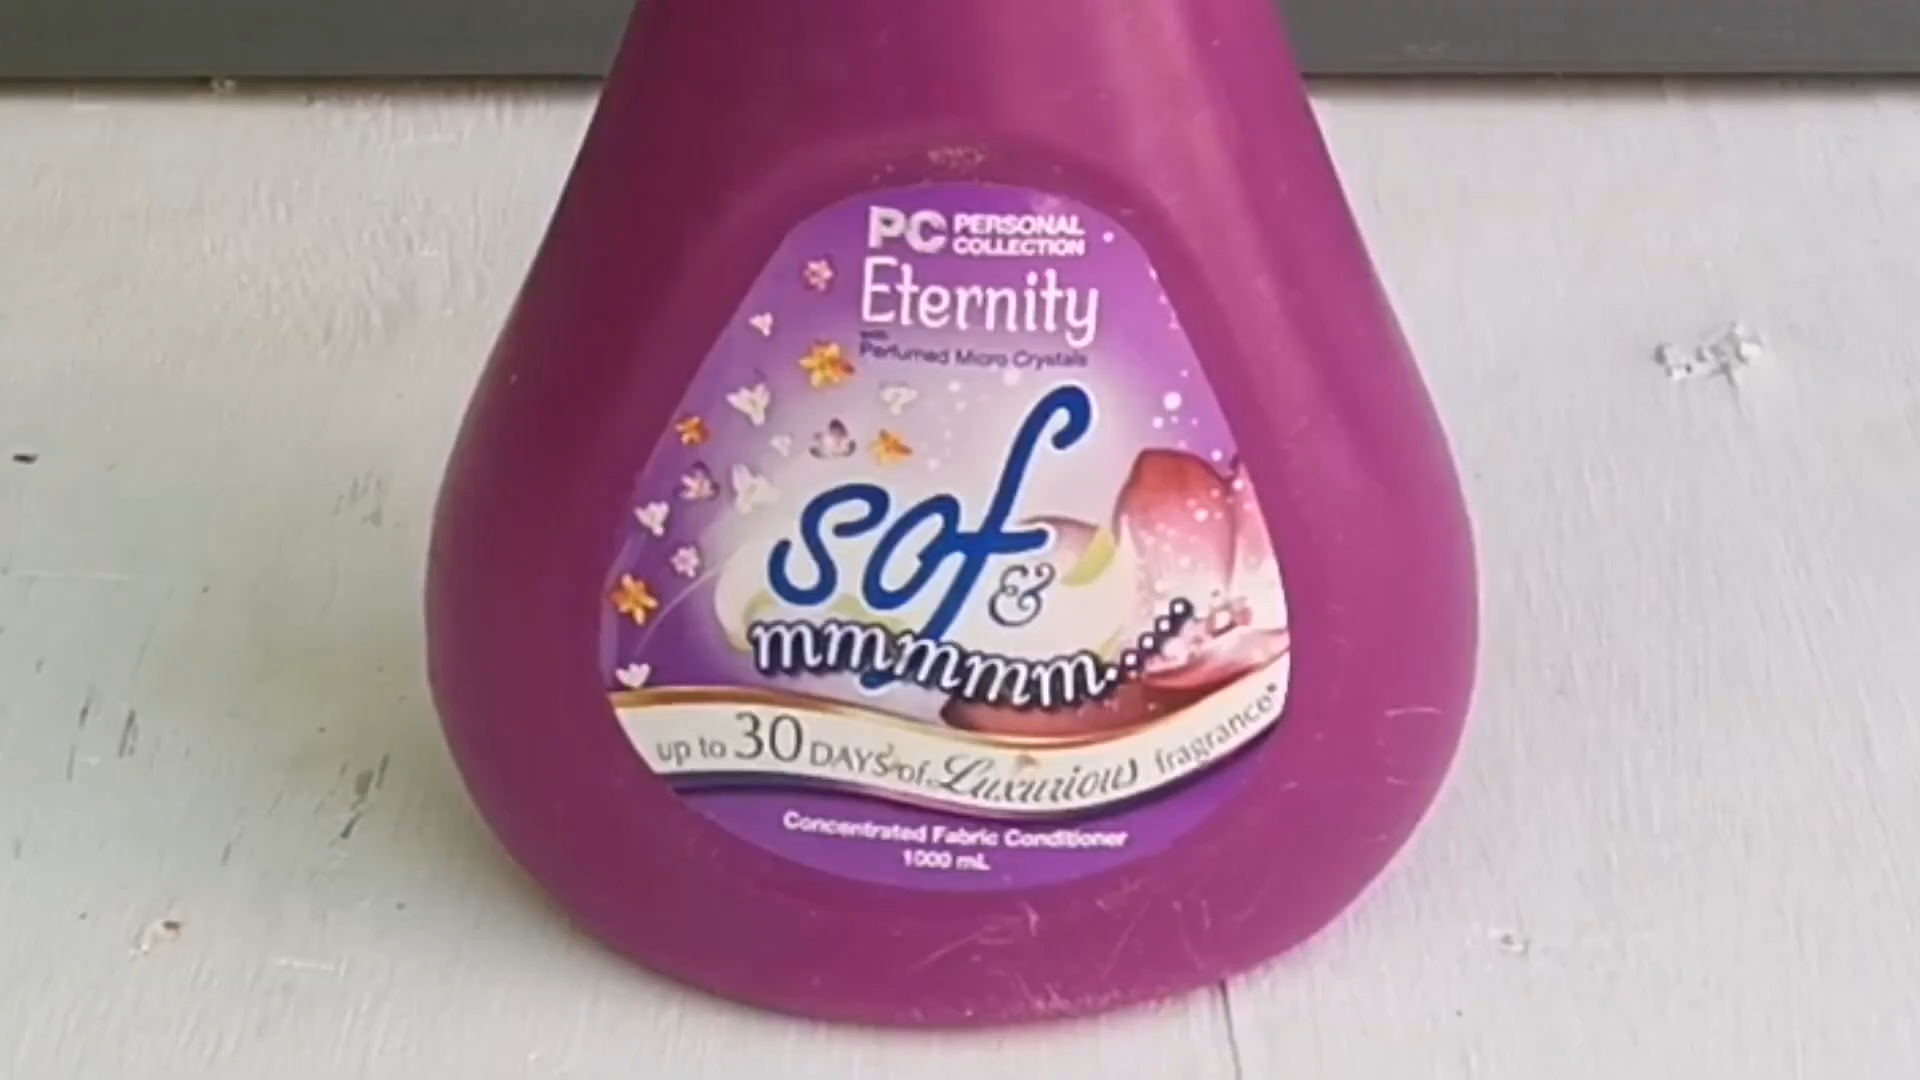 PC PERSONAL COLLECTION
Eternity
with
Perfumed Micro Crystals
sof
&
mmmmm...
up to 30 DAYS of Luxurious fragrance*
Concentrated Fabric Conditioner
1000 mL